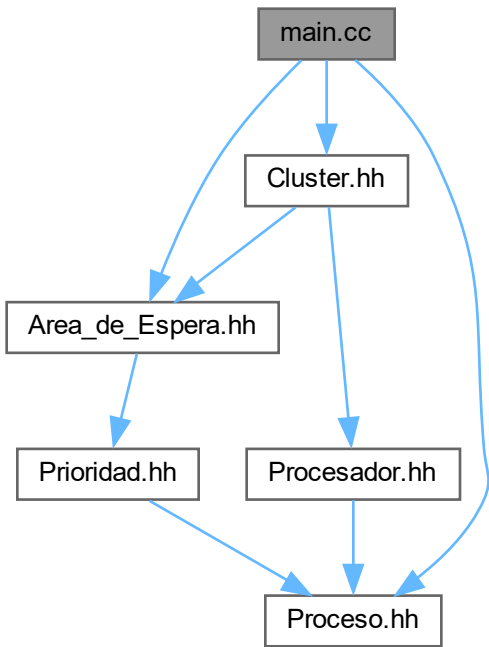 main.cc
Cluster.hh
Area_de_Espera.hh
Prioridad.hh
Procesador.hh
Proceso.hh